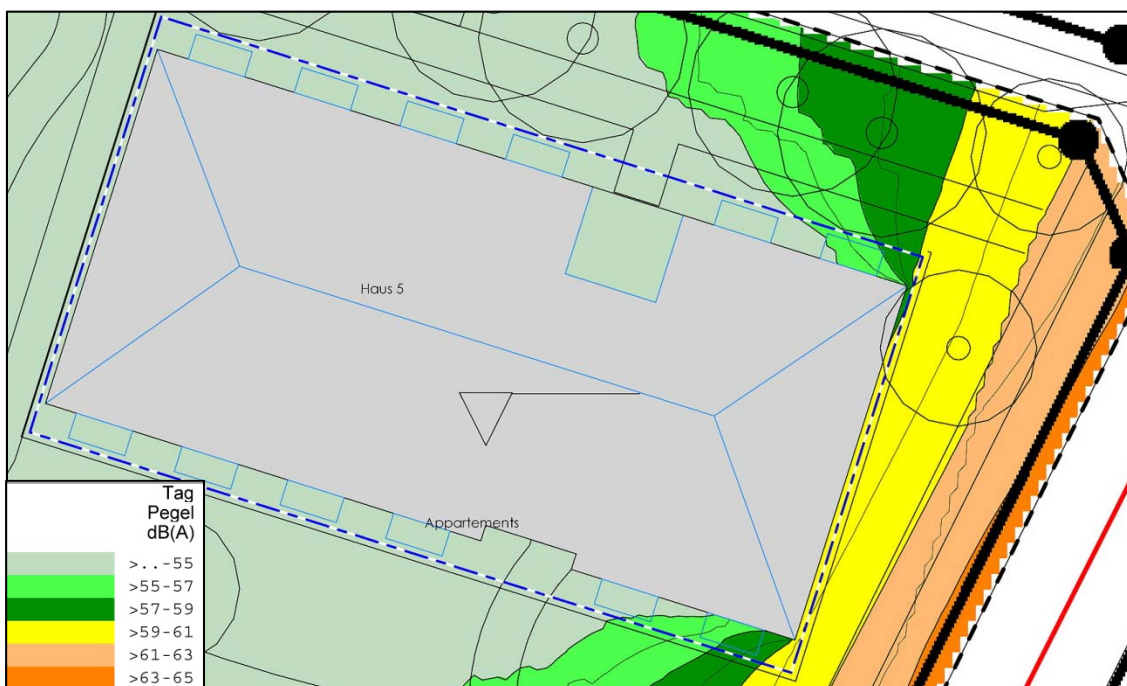 Haus 5
Appartements
Tag
Pegel
dB(A)
>..-55
>55-57
>57-59
>59-61
>61-63
>63-65